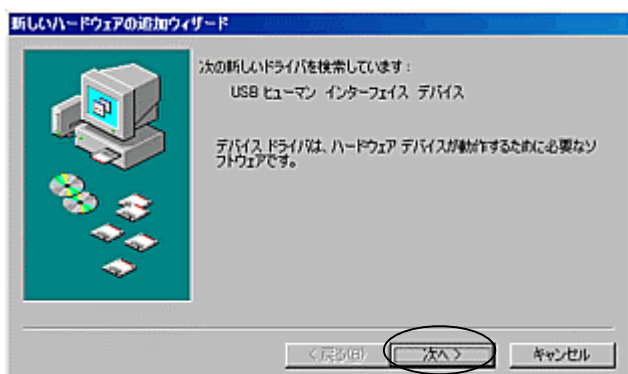 新しいハードウェアの追加ウィザード
次の新しいドライバを検索しています：
USB ヒューマン インターフェイス デバイス
デバイス ドライバは、ハードウェア デバイスが動作するために必要なソ
フトウェアです。
< 戻る(B)
次へ >
キャンセル